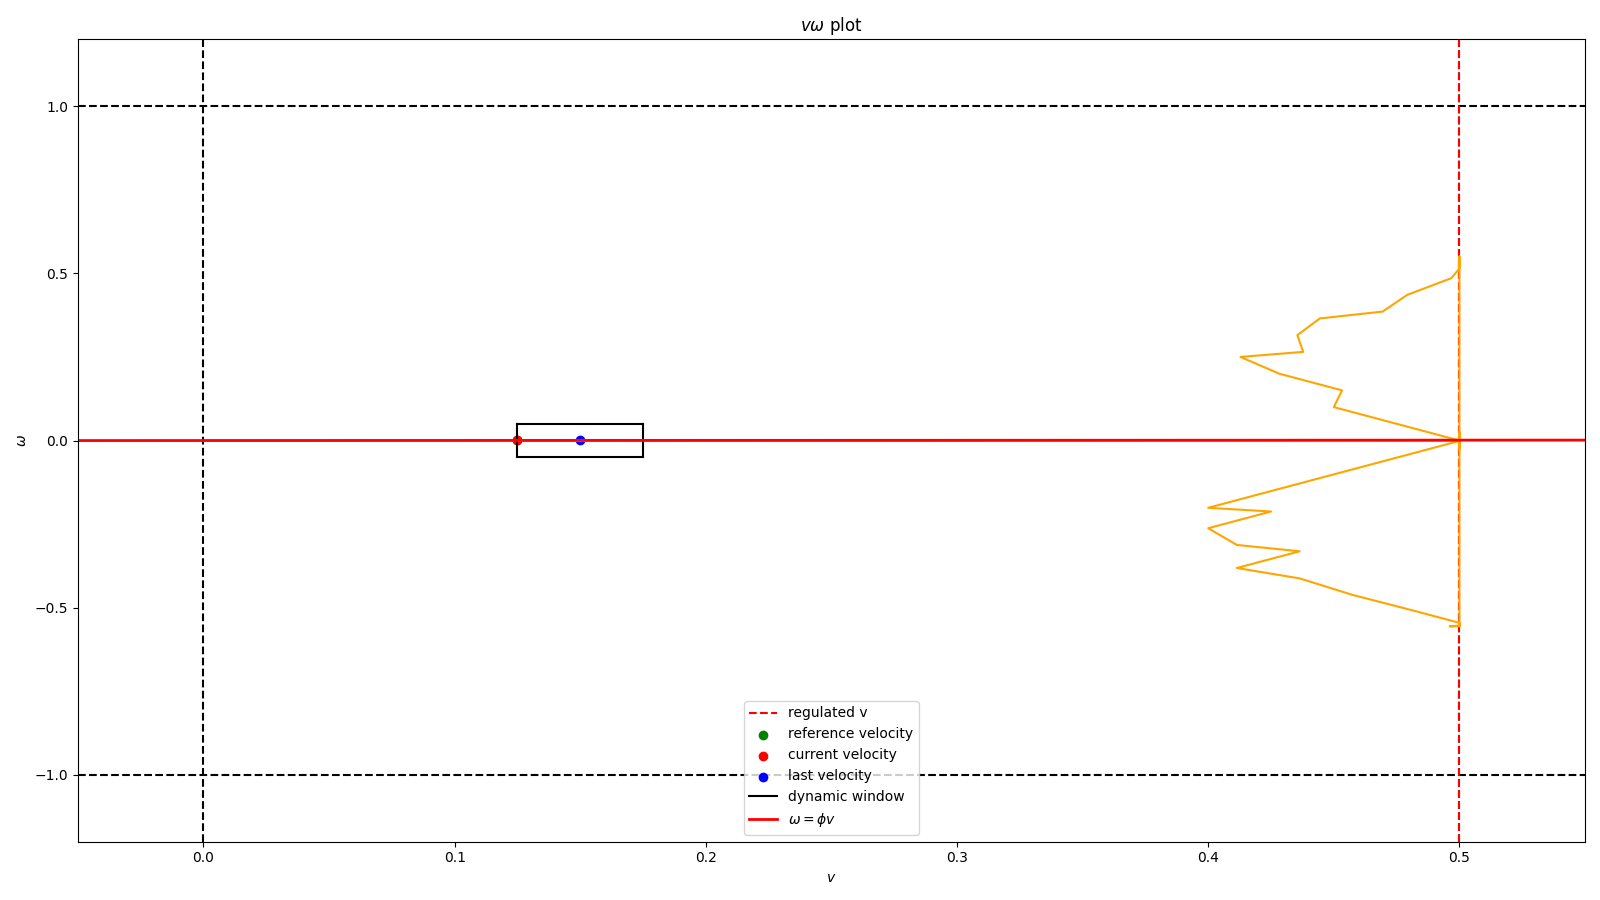 vω plot
1.0
0.5
0.0
−0.5
−1.0
ω
0.0 0.1 0.2 0.3 0.4 0.5
v
regulated v
reference velocity
current velocity
last velocity
dynamic window
ω = ϕv